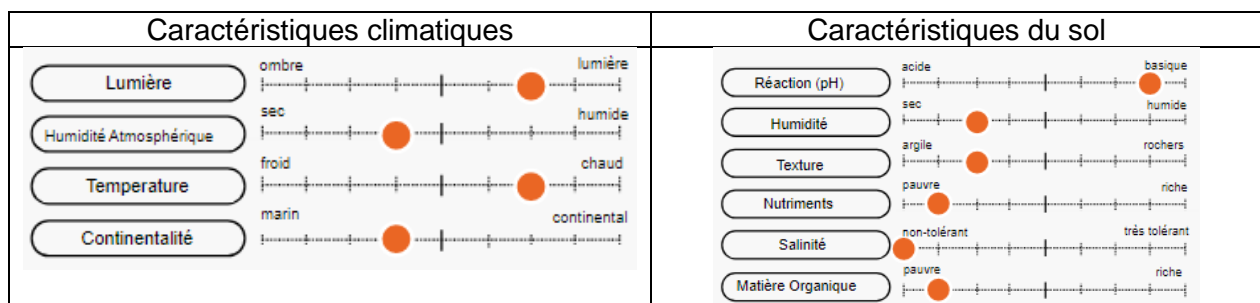 Caractéristiques climatiques
ombre lumière
Lumière
sec humide
Humidité Atmosphérique
froid chaud
Temperature
marin continental
Continentalité
Caractéristiques du sol
acide basique
Réaction (pH)
sec humide
Humidité
argile rochers
Texture
pauvre riche
Nutriments
non-tolérant très tolérant
Salinité
pauvre riche
Matière Organique